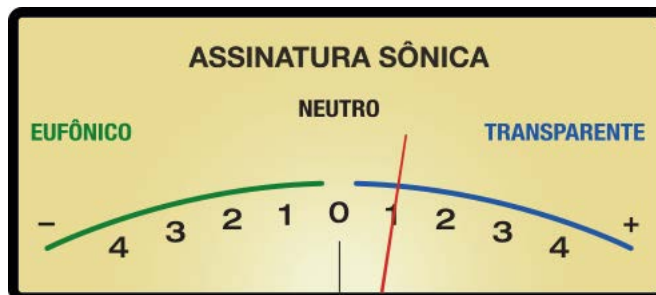 ASSINATURA SÔNICA
NEUTRO
EUFÔNICO TRANSPARENTE
− 4 3 2 1 0 1 2 3 4 +